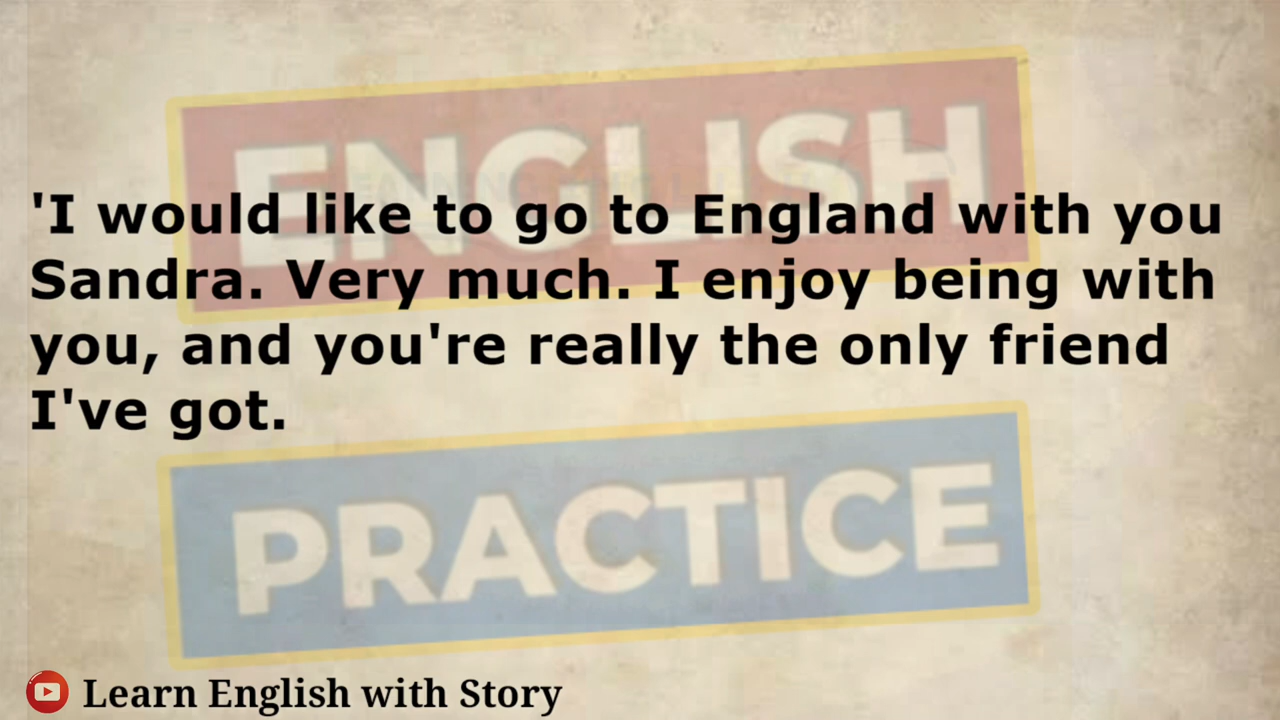 ENGLISH
'I would like to go to England with you
Sandra. Very much. I enjoy being with
you, and you're really the only friend
I've got.
PRACTICE
Learn English with Story